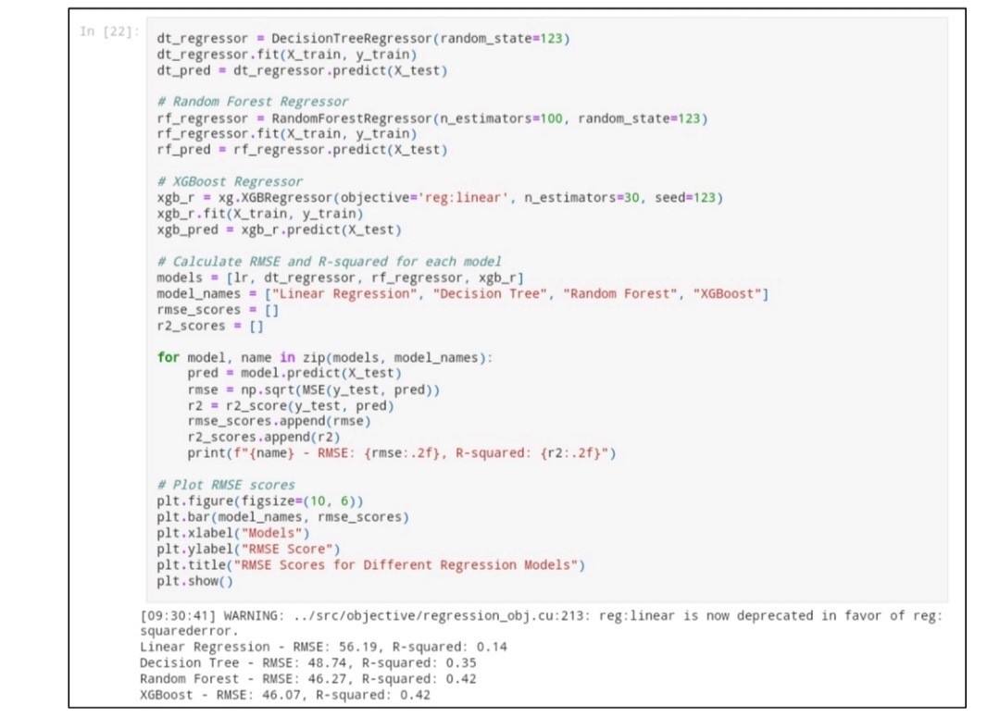 In [22]:
dt_regressor = DecisionTreeRegressor(random_state=123)
dt_regressor.fit(X_train, y_train)
dt_pred = dt_regressor.predict(X_test)
# Random Forest Regressor
rf_regressor = RandomForestRegressor(n_estimators=100, random_state=123)
rf_regressor.fit(X_train, y_train)
rf_pred = rf_regressor.predict(X_test)
# XGBoost Regressor
xgb_r = xg.XGBRegressor(objective='reg:linear', n_estimators=30, seed=123)
xgb_r.fit(X_train, y_train)
xgb_pred = xgb_r.predict(X_test)
# Calculate RMSE and R-squared for each model
models = [lr, dt_regressor, rf_regressor, xgb_r]
model_names = ["Linear Regression", "Decision Tree", "Random Forest", "XGBoost"]
rmse_scores = []
r2_scores = []
for model, name in zip(models, model_names):
    pred = model.predict(X_test)
    rmse = np.sqrt(MSE(y_test, pred))
    r2 = r2_score(y_test, pred)
    rmse_scores.append(rmse)
    r2_scores.append(r2)
    print(f"{name} - RMSE: {rmse:.2f}, R-squared: {r2:.2f}")
# Plot RMSE scores
plt.figure(figsize=(10, 6))
plt.bar(model_names, rmse_scores)
plt.xlabel("Models")
plt.ylabel("RMSE Score")
plt.title("RMSE Scores for Different Regression Models")
plt.show()
[09:30:41] WARNING: ../src/objective/regression_obj.cu:213: reg:linear is now deprecated in favor of reg:
squarederror.
Linear Regression - RMSE: 56.19, R-squared: 0.14
Decision Tree - RMSE: 48.74, R-squared: 0.35
Random Forest - RMSE: 46.27, R-squared: 0.42
XGBoost - RMSE: 46.07, R-squared: 0.42